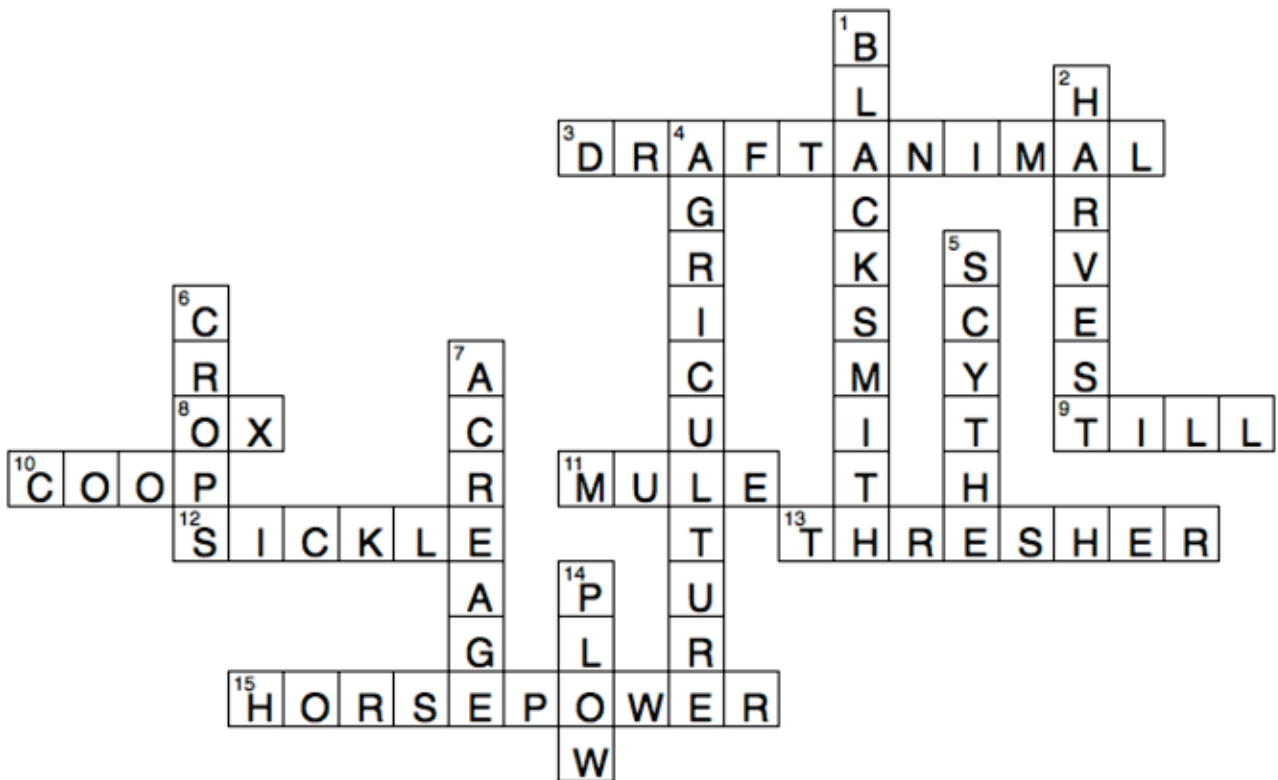 1 B
L 2 H
3 D R 4 A F T A N I M A L
G C R
R K 5 S V
6 C I S C E
R 7 A C M Y S
8 O X C U I T 9 T I L L
10 C O O P R 11 M U L E T H
12 S I C K L E T 13 T H R E S H E R
A 14 P U
G L R
15 H O R S E P O W E R
W